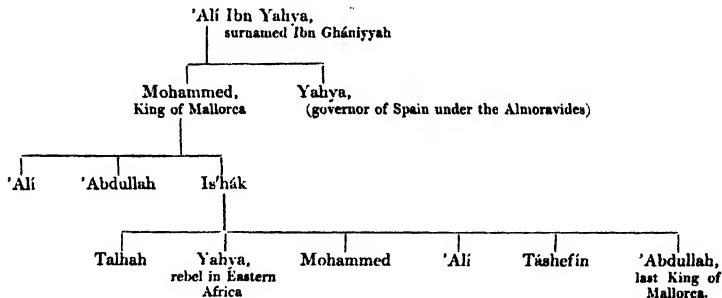 'Alí Ibn Yahya,
surnamed Ibn Ghániyyah
Mohammed, Yahya,
King of Mallorca (governor of Spain under the Almoravides)
'Alí 'Abdullah Is'hák
Talhah Yahya, Mohammed 'Alí Táshefín 'Abdullah,
rebel in Eastern last King of
Africa Mallorca.